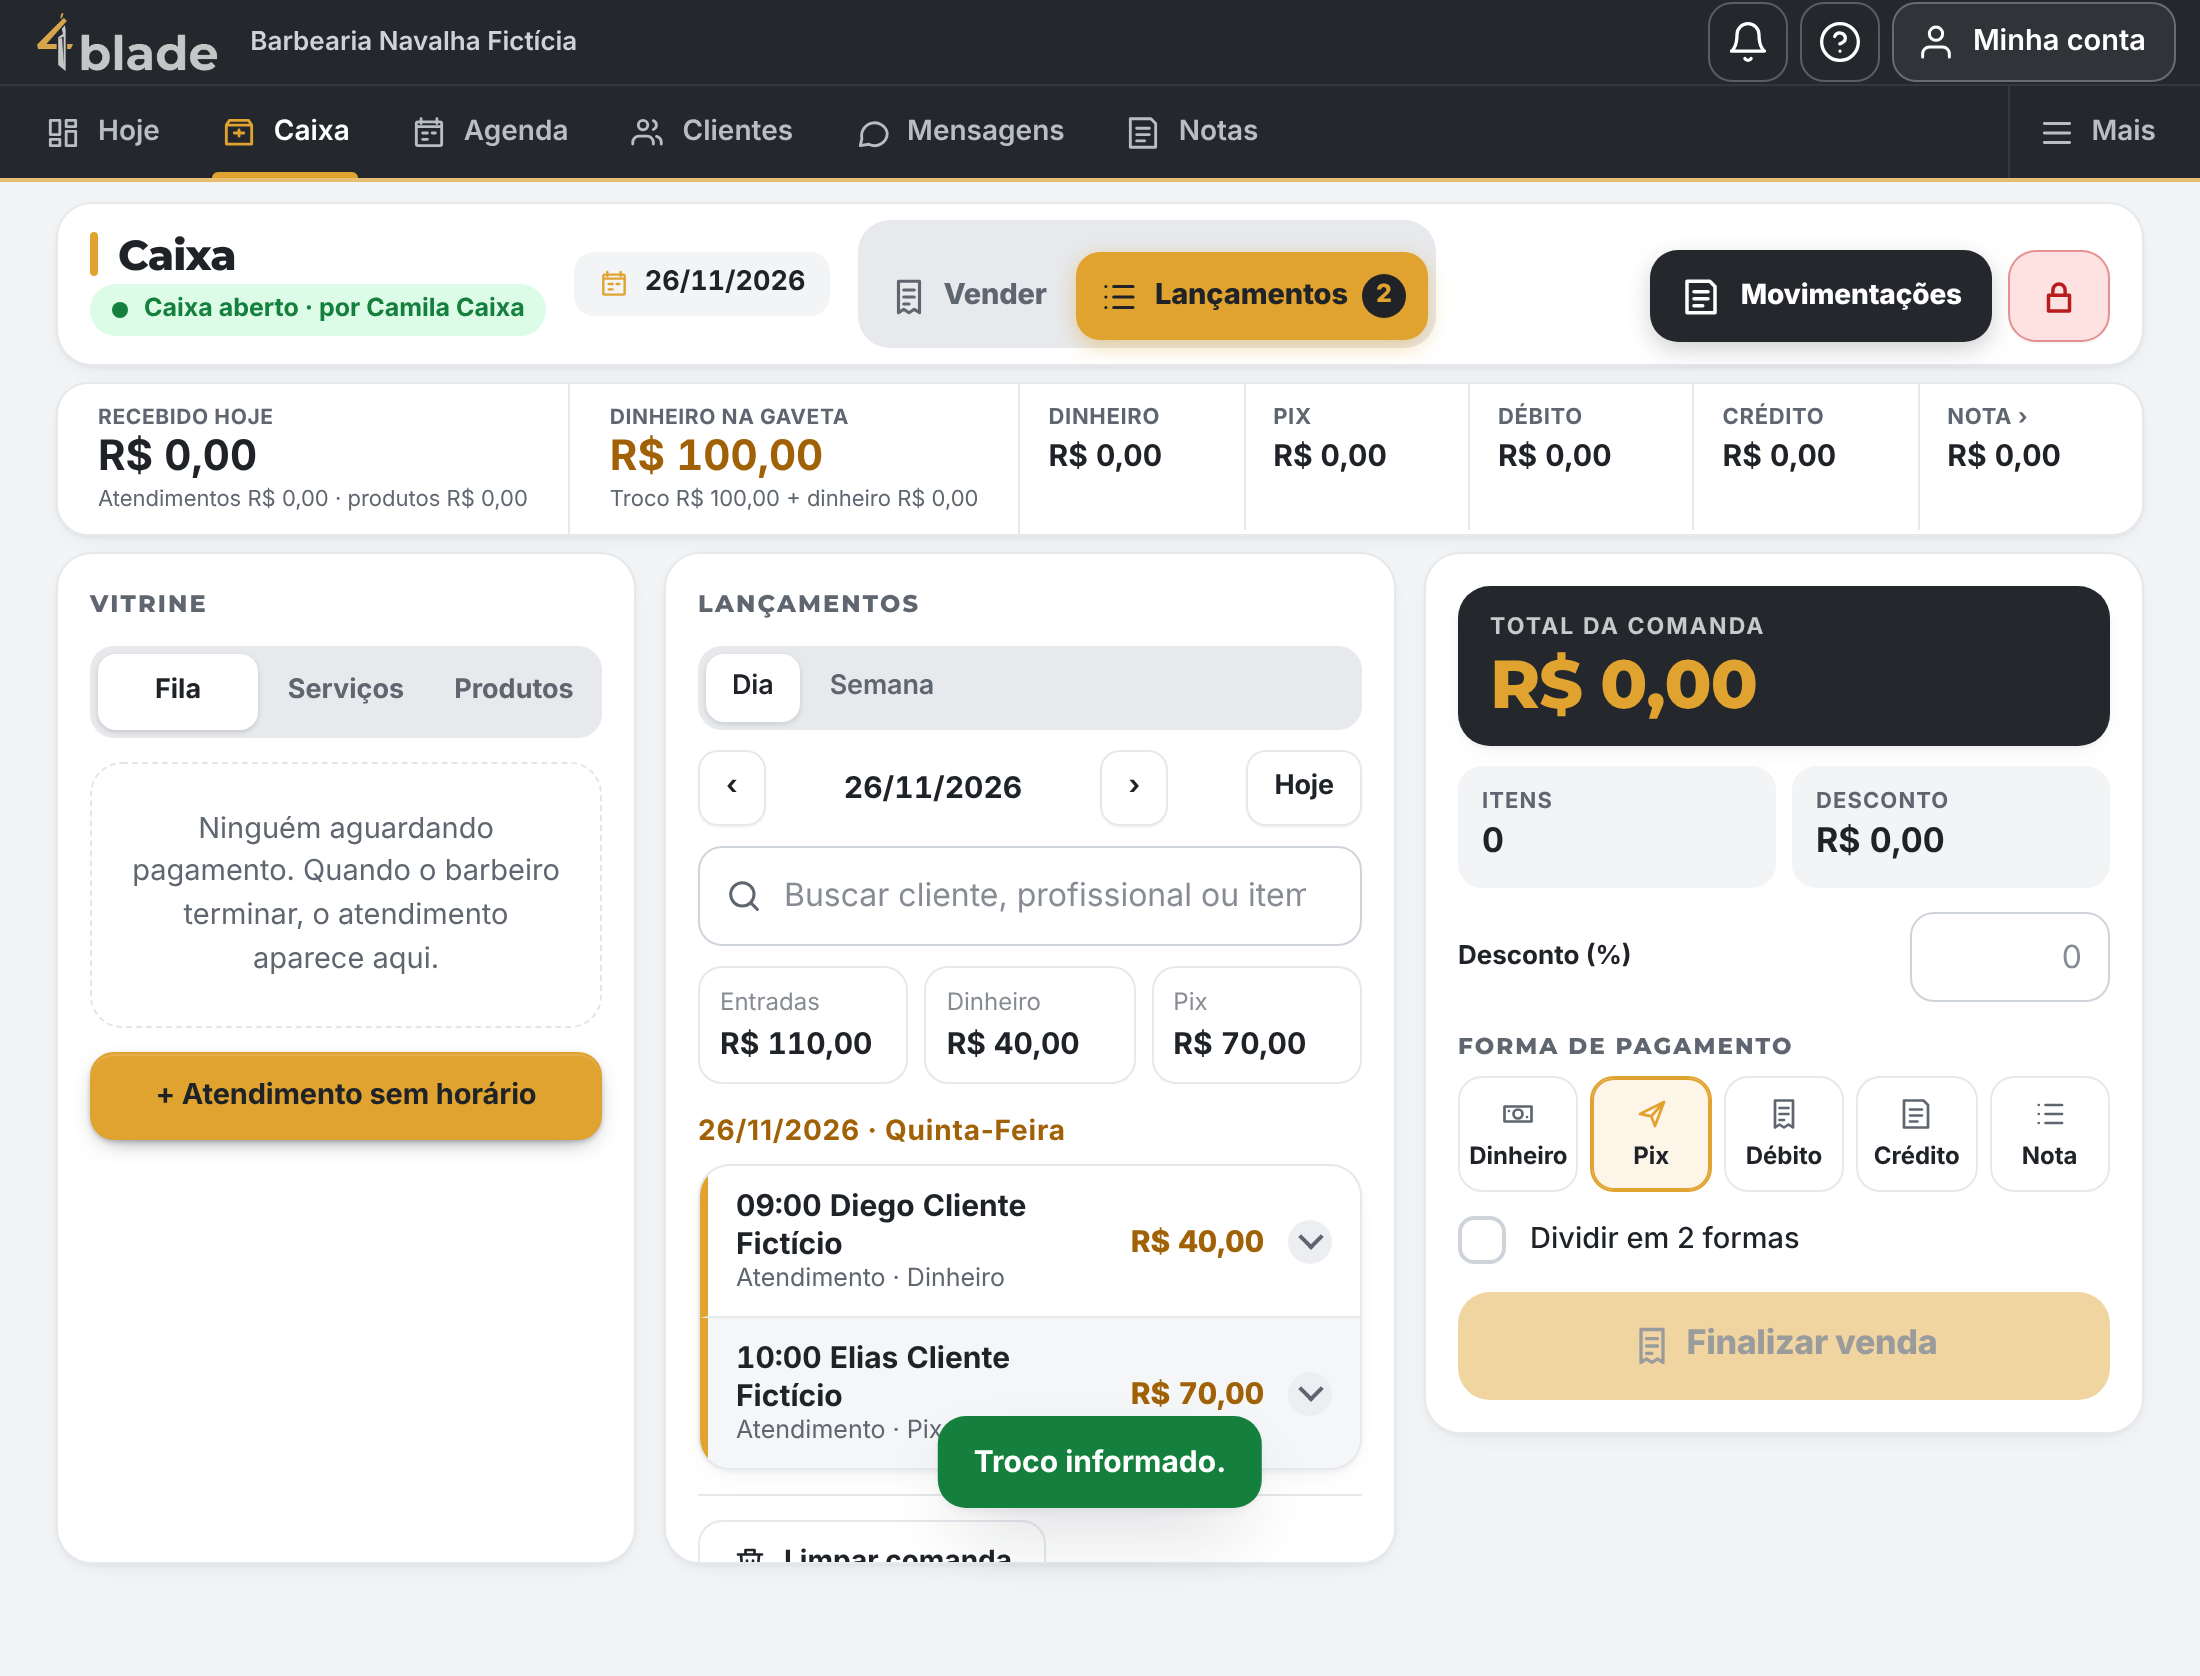 4blade
Barbearia Navalha Fictícia
Minha conta
Hoje
Caixa
Agenda
Clientes
Mensagens
Notas
Mais
Caixa
Caixa aberto · por Camila Caixa
26/11/2026
Vender
Lançamentos 2
Movimentações
RECEBIDO HOJE
R$ 0,00
Atendimentos R$ 0,00 · produtos R$ 0,00
DINHEIRO NA GAVETA
R$ 100,00
Troco R$ 100,00 + dinheiro R$ 0,00
DINHEIRO
R$ 0,00
PIX
R$ 0,00
DÉBITO
R$ 0,00
CRÉDITO
R$ 0,00
NOTA ›
R$ 0,00
VITRINE
Fila
Serviços
Produtos
Ninguém aguardando
pagamento. Quando o barbeiro
terminar, o atendimento
aparece aqui.
+ Atendimento sem horário
LANÇAMENTOS
Dia
Semana
‹
26/11/2026
›
Hoje
Buscar cliente, profissional ou item
Entradas
R$ 110,00
Dinheiro
R$ 40,00
Pix
R$ 70,00
26/11/2026 · Quinta-Feira
09:00 Diego Cliente
Fictício
Atendimento · Dinheiro
R$ 40,00
10:00 Elias Cliente
Fictício
Atendimento · Pix
R$ 70,00
Troco informado.
Limpar comanda
TOTAL DA COMANDA
R$ 0,00
ITENS
0
DESCONTO
R$ 0,00
Desconto (%)
0
FORMA DE PAGAMENTO
Dinheiro
Pix
Débito
Crédito
Nota
Dividir em 2 formas
Finalizar venda